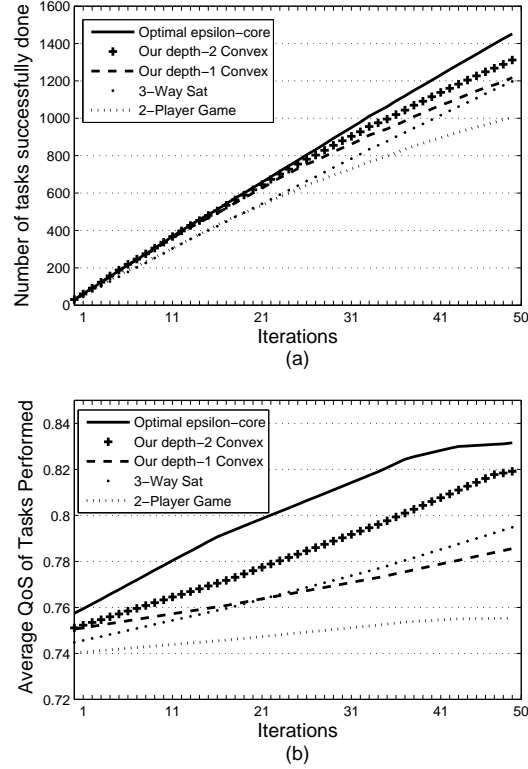 Number of tasks successfully done
1600
1400
1200
1000
800
600
400
200
0
Optimal epsilon−core
Our depth−2 Convex
Our depth−1 Convex
3−Way Sat
2−Player Game
1 11 21 31 41 50
Iterations
(a)
Average QoS of Tasks Performed
0.84
0.82
0.8
0.78
0.76
0.74
0.72
Optimal epsilon−core
Our depth−2 Convex
Our depth−1 Convex
3−Way Sat
2−Player Game
1 11 21 31 41 50
Iterations
(b)